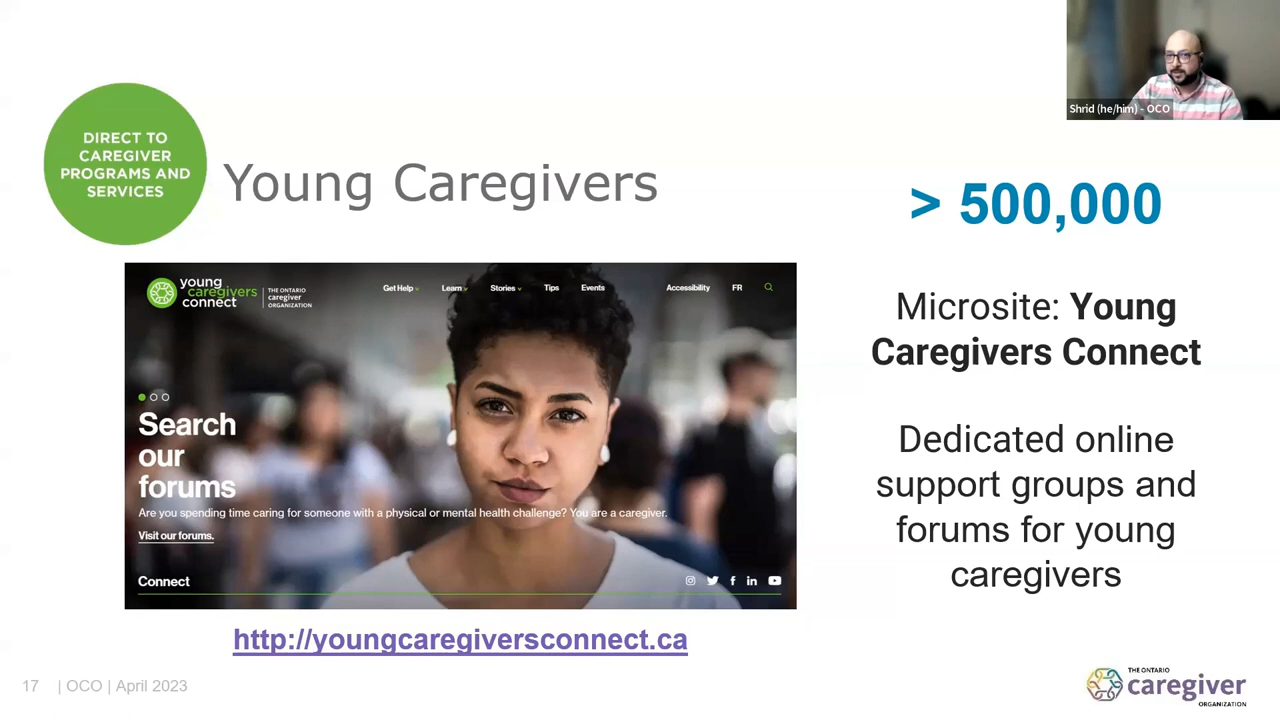 Shrid (he/him) - OCO
DIRECT TO
CAREGIVER
PROGRAMS AND
SERVICES
Young Caregivers
> 500,000
Microsite: Young
Caregivers Connect
Dedicated online
support groups and
forums for young
caregivers
young
caregivers
connect
THE ONTARIO
caregiver
ORGANIZATION
Get Help
Learn
Stories
Tips
Events
Accessibility
FR
Search
our
forums
Are you spending time caring for someone with a physical or mental health challenge? You are a caregiver.
Visit our forums.
Connect
http://youngcaregiversconnect.ca
17 | OCO | April 2023
THE ONTARIO
caregiver
ORGANIZATION